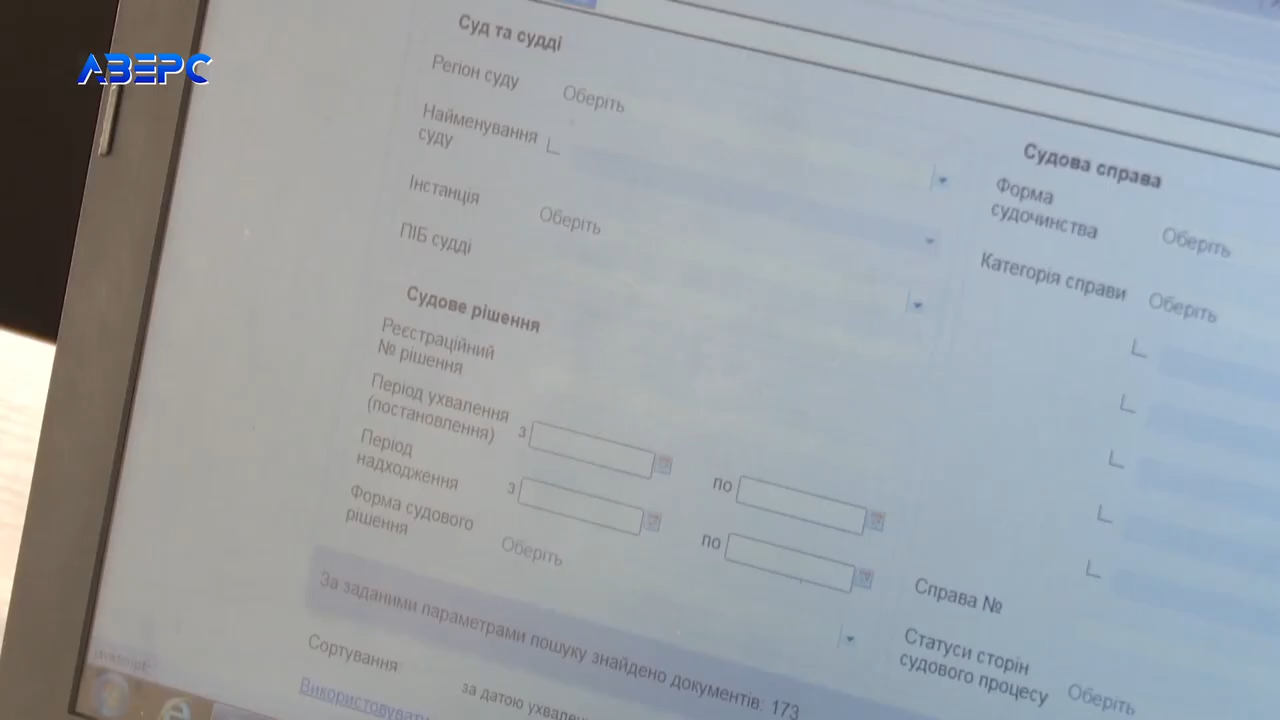 АВЕРС
Суд та судді
Регіон суду
Оберіть
Найменування
суду
Інстанція
Оберіть
ПІБ судді
Судове рішення
Реєстраційний
№ рішення
Період ухвалення
(постановлення)
з
по
Період
надходження
з
по
Форма судового
рішення
Оберіть
Судова справа
Форма
судочинства
Оберіть
Категорія справи
Оберіть
Справа №
Статуси сторін
судового процесу
Оберіть
За заданими параметрами пошуку знайдено документів: 173
Сортування
за датою